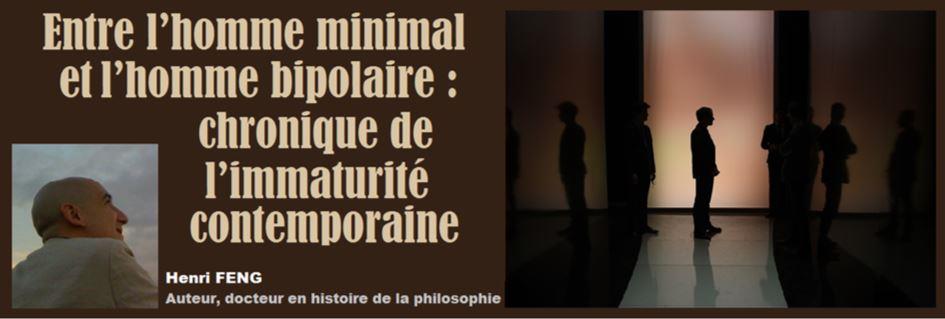 Entre l’homme minimal
et l’homme bipolaire :
chronique de
l’immaturité
contemporaine
Henri FENG
Auteur, docteur en histoire de la philosophie